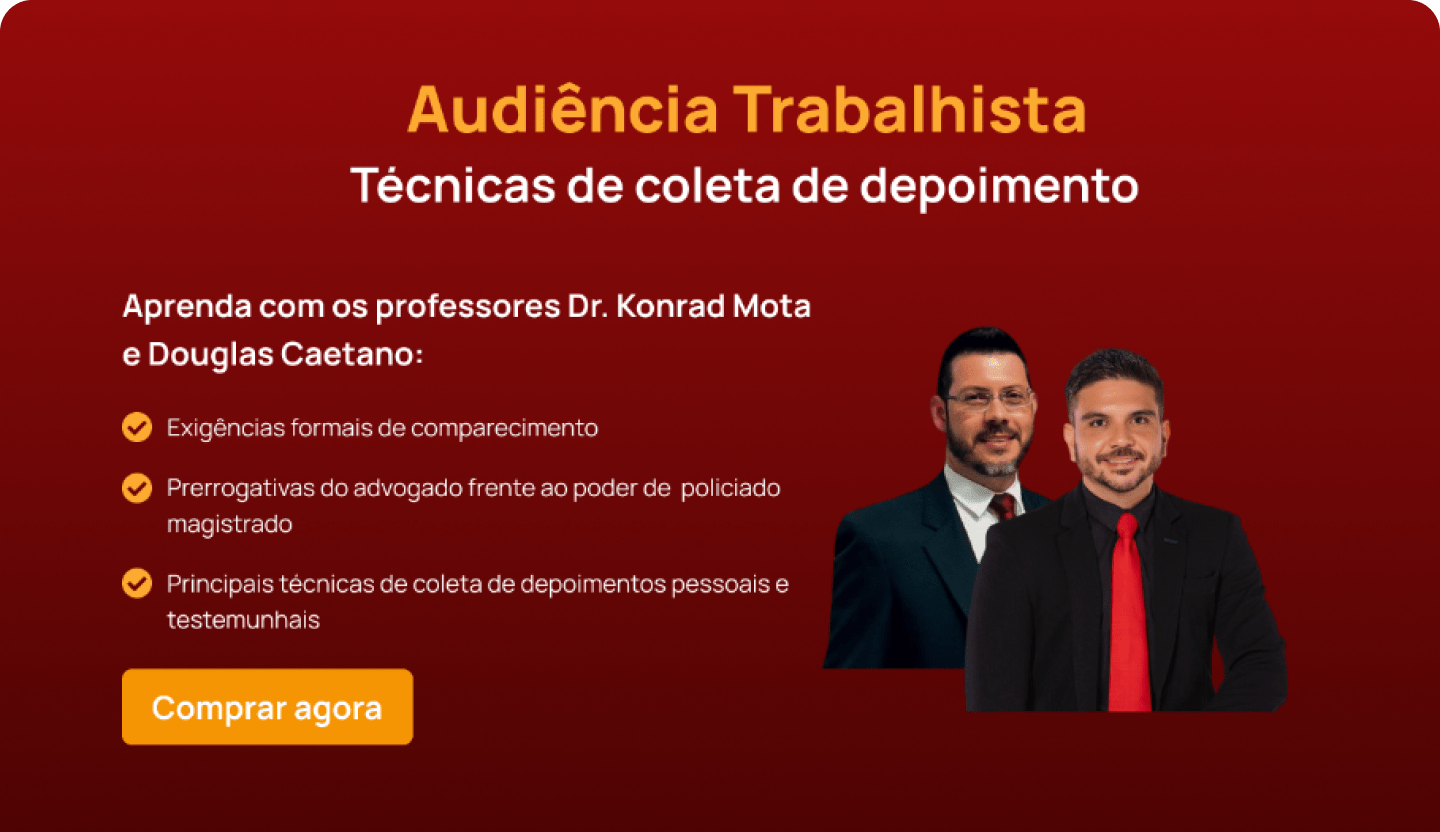 Audiência Trabalhista
Técnicas de coleta de depoimento
Aprenda com os professores Dr. Konrad Mota
e Douglas Caetano:
Exigências formais de comparecimento
Prerrogativas do advogado frente ao poder de  policiado
magistrado
Principais técnicas de coleta de depoimentos pessoais e
testemunhais
Comprar agora